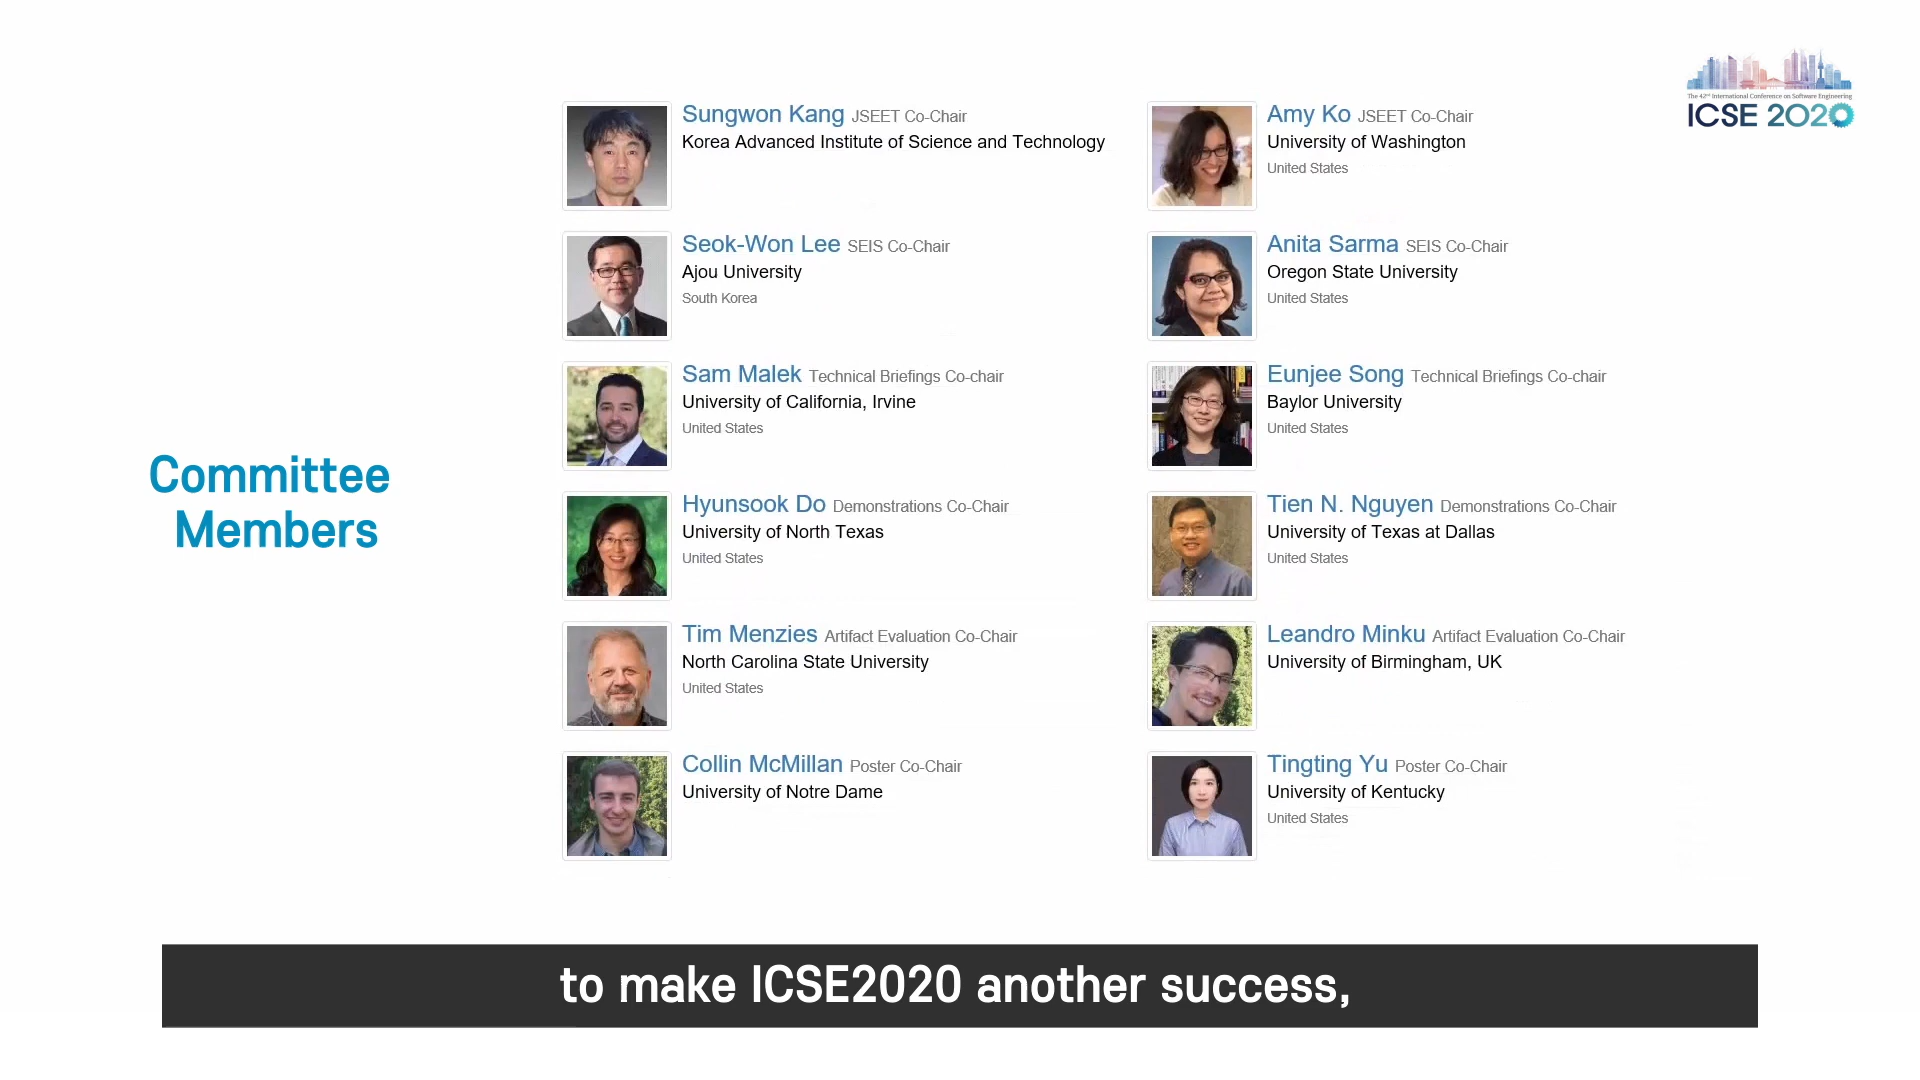 The 42nd International Conference on Software Engineering
ICSE 2020
Committee
Members
Sungwon Kang JSEET Co-Chair
Korea Advanced Institute of Science and Technology
Amy Ko JSEET Co-Chair
University of Washington
United States
Seok-Won Lee SEIS Co-Chair
Ajou University
South Korea
Anita Sarma SEIS Co-Chair
Oregon State University
United States
Sam Malek Technical Briefings Co-chair
University of California, Irvine
United States
Eunjee Song Technical Briefings Co-chair
Baylor University
United States
Hyunsook Do Demonstrations Co-Chair
University of North Texas
United States
Tien N. Nguyen Demonstrations Co-Chair
University of Texas at Dallas
United States
Tim Menzies Artifact Evaluation Co-Chair
North Carolina State University
United States
Leandro Minku Artifact Evaluation Co-Chair
University of Birmingham, UK
Collin McMillan Poster Co-Chair
University of Notre Dame
Tingting Yu Poster Co-Chair
University of Kentucky
United States
to make ICSE2020 another success,